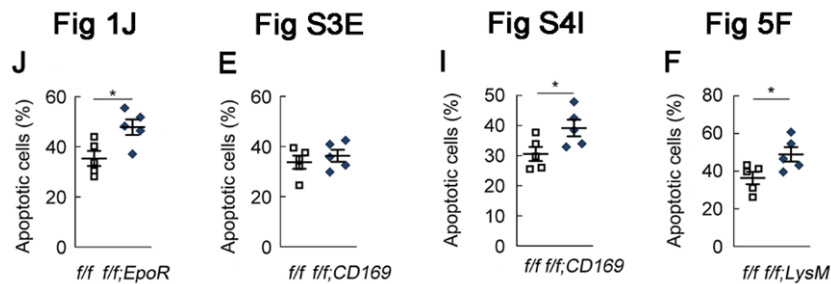 Fig 1J
Fig S3E
Fig S4I
Fig 5F
J
Apoptotic cells (%)
60
40
20
0
*
f/f f/f;EpoR
E
Apoptotic cells (%)
60
40
20
0
f/f f/f;CD169
I
Apoptotic cells (%)
50
40
30
20
10
0
*
f/f f/f;CD169
F
Apoptotic cells (%)
80
60
40
20
0
*
f/f f/f;LysM